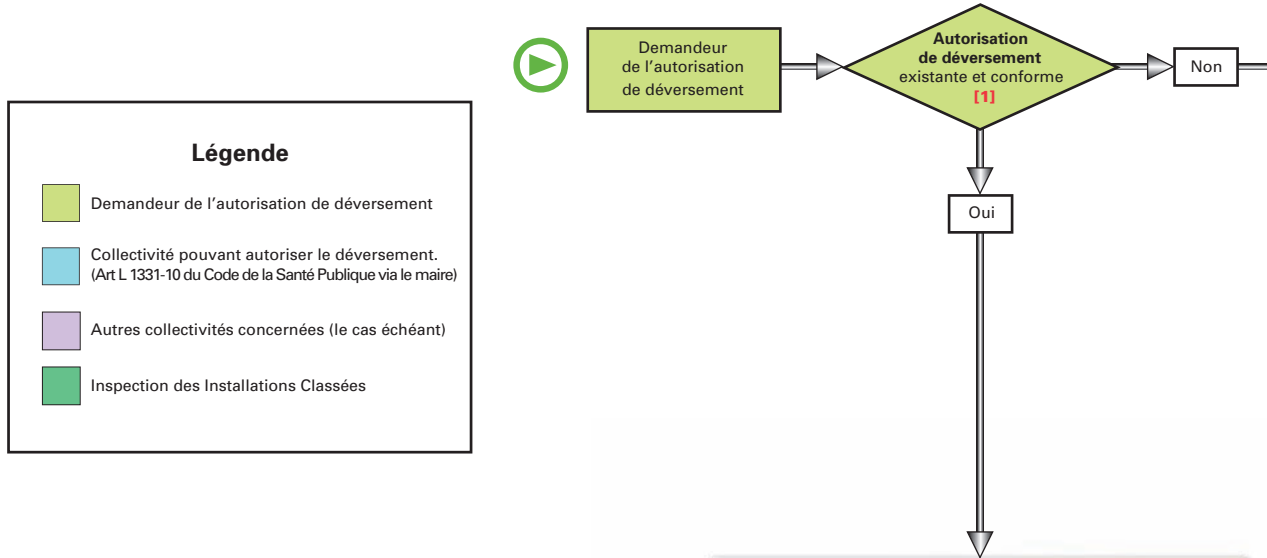 Demandeur
de l'autorisation
de déversement
Autorisation
de déversement
existante et conforme
[1]
Non
Oui
Légende
Demandeur de l'autorisation de déversement
Collectivité pouvant autoriser le déversement.
(Art L 1331-10 du Code de la Santé Publique via le maire)
Autres collectivités concernées (le cas échéant)
Inspection des Installations Classées